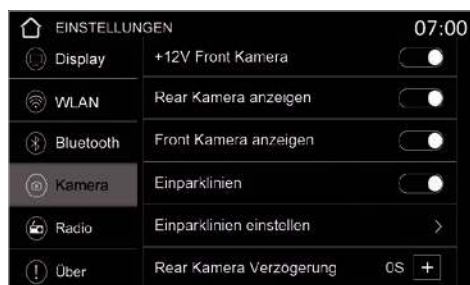 EINSTELLUNGEN 07:00
Display
+12V Front Kamera
WLAN
Rear Kamera anzeigen
Bluetooth
Front Kamera anzeigen
Kamera
Einparklinien
Radio
Einparklinien einstellen >
Über
Rear Kamera Verzögerung 0S +